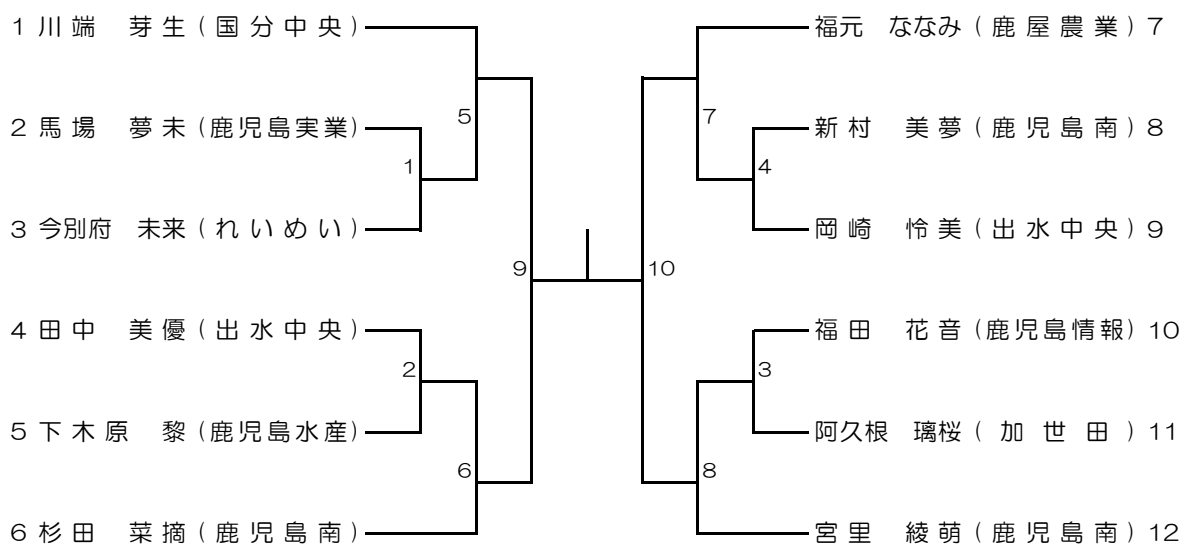 1 川端 芽生 (国分中央)
2 馬場 夢未 (鹿児島実業)
3 今別府 未来 (れいめい)
4 田中 美優 (出水中央)
5 下木原 黎 (鹿児島水産)
6 杉田 菜摘 (鹿児島南)
5
1
2
6
9
10
7
4
3
8
福元 ななみ (鹿屋農業) 7
新村 美夢 (鹿児島南) 8
岡崎 怜美 (出水中央) 9
福田 花音 (鹿児島情報) 10
阿久根 璃桜 (加世田) 11
宮里 綾萌 (鹿児島南) 12